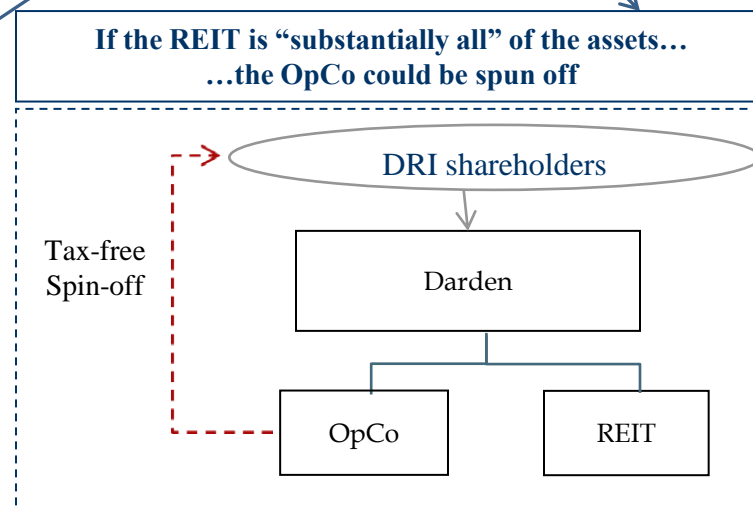 If the REIT is “substantially all” of the assets…
…the OpCo could be spun off
DRI shareholders
Tax-free
Spin-off
Darden
OpCo
REIT